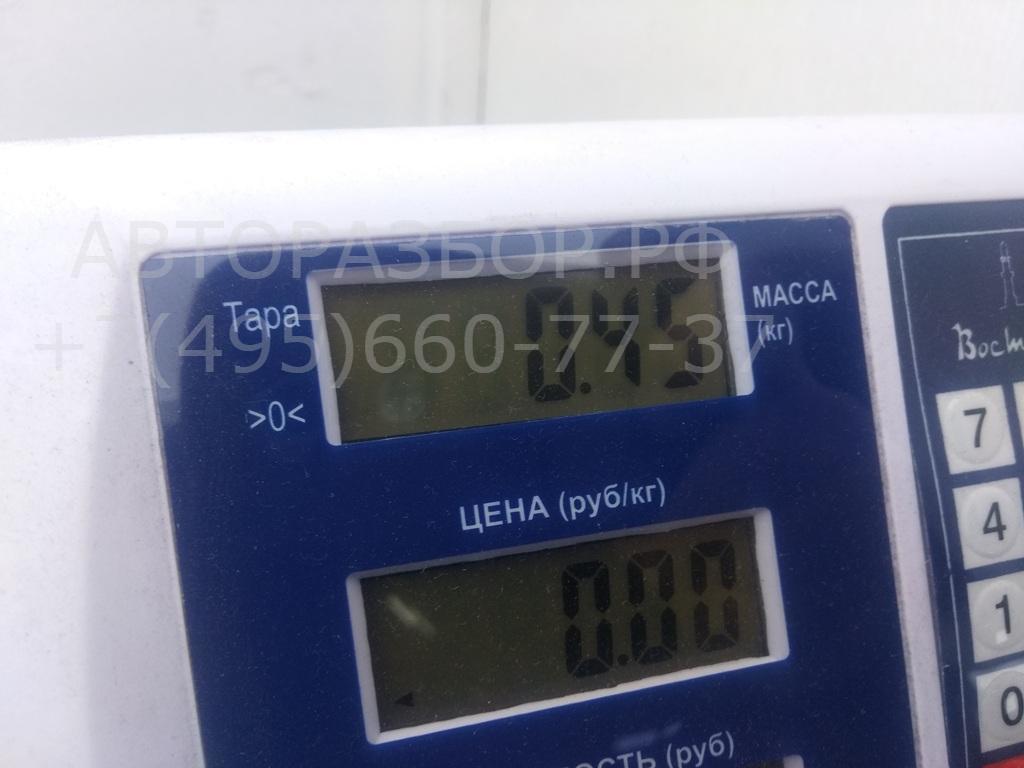 АВТОРАЗБОР.РФ
+7(495)660-77-37
Тара
>0<
0.45
МАССА
(кг)
ЦЕНА (руб/кг)
0.00
(руб)
7
4
1
0